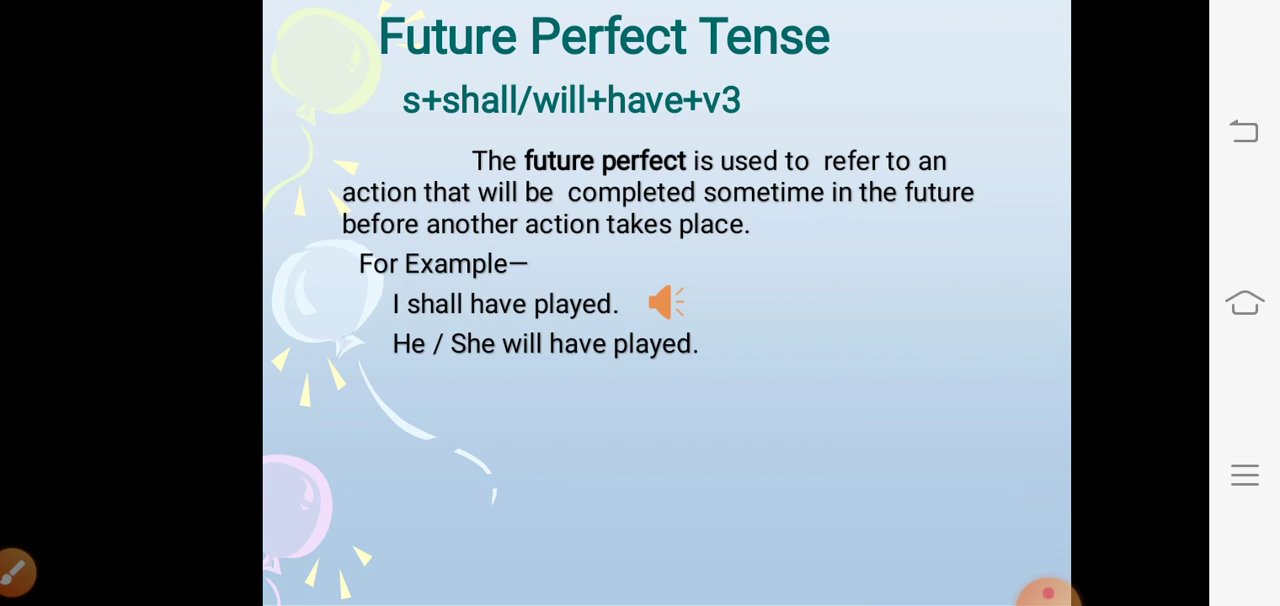 Future Perfect Tense
s+shall/will+have+v3
The future perfect is used to refer to an
action that will be completed sometime in the future
before another action takes place.
For Example—
I shall have played.
He / She will have played.